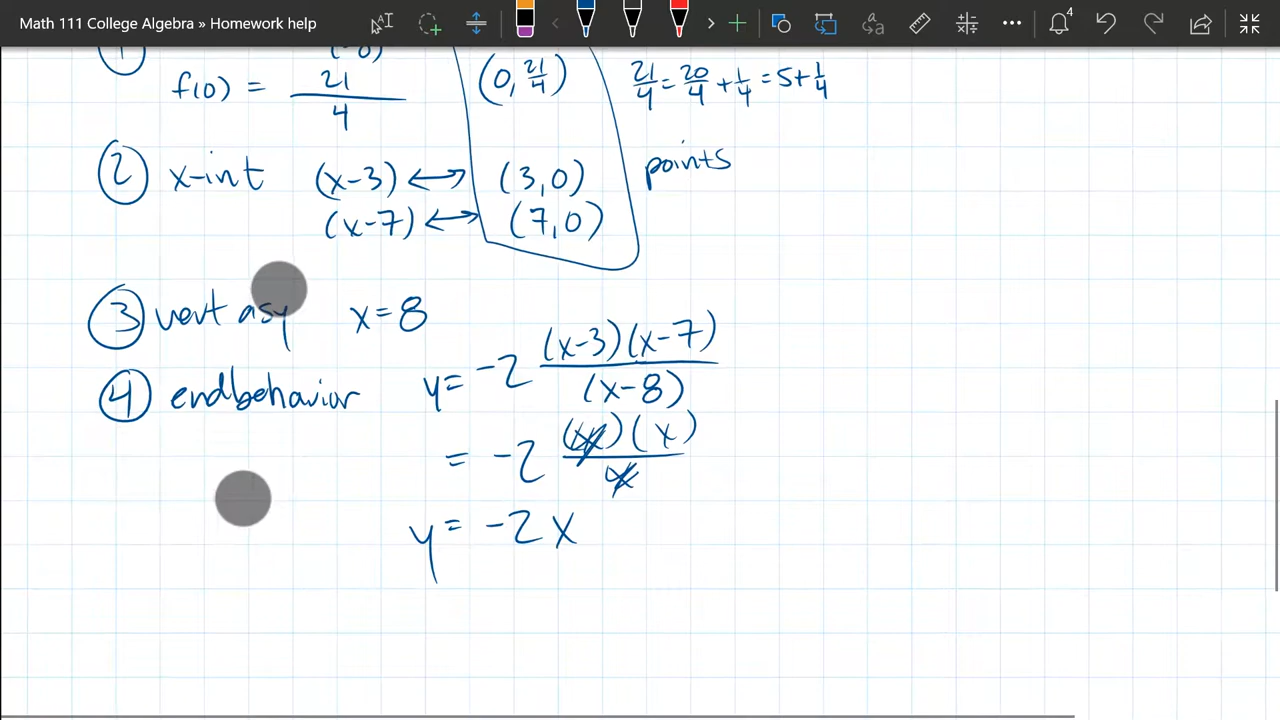 Math 111 College Algebra » Homework help
4
①
f(0) = 21/4 (0, 21/4) 21/4 = 20/4 + 1/4 = 5 + 1/4
② x-int (x-3) ↔ (3,0) points
(x-7) ↔ (7,0)
③ vert asy x=8
④ endbehavior y = -2 (x-3)(x-7)/(x-8)
= -2 (x)(x)/x
y = -2x